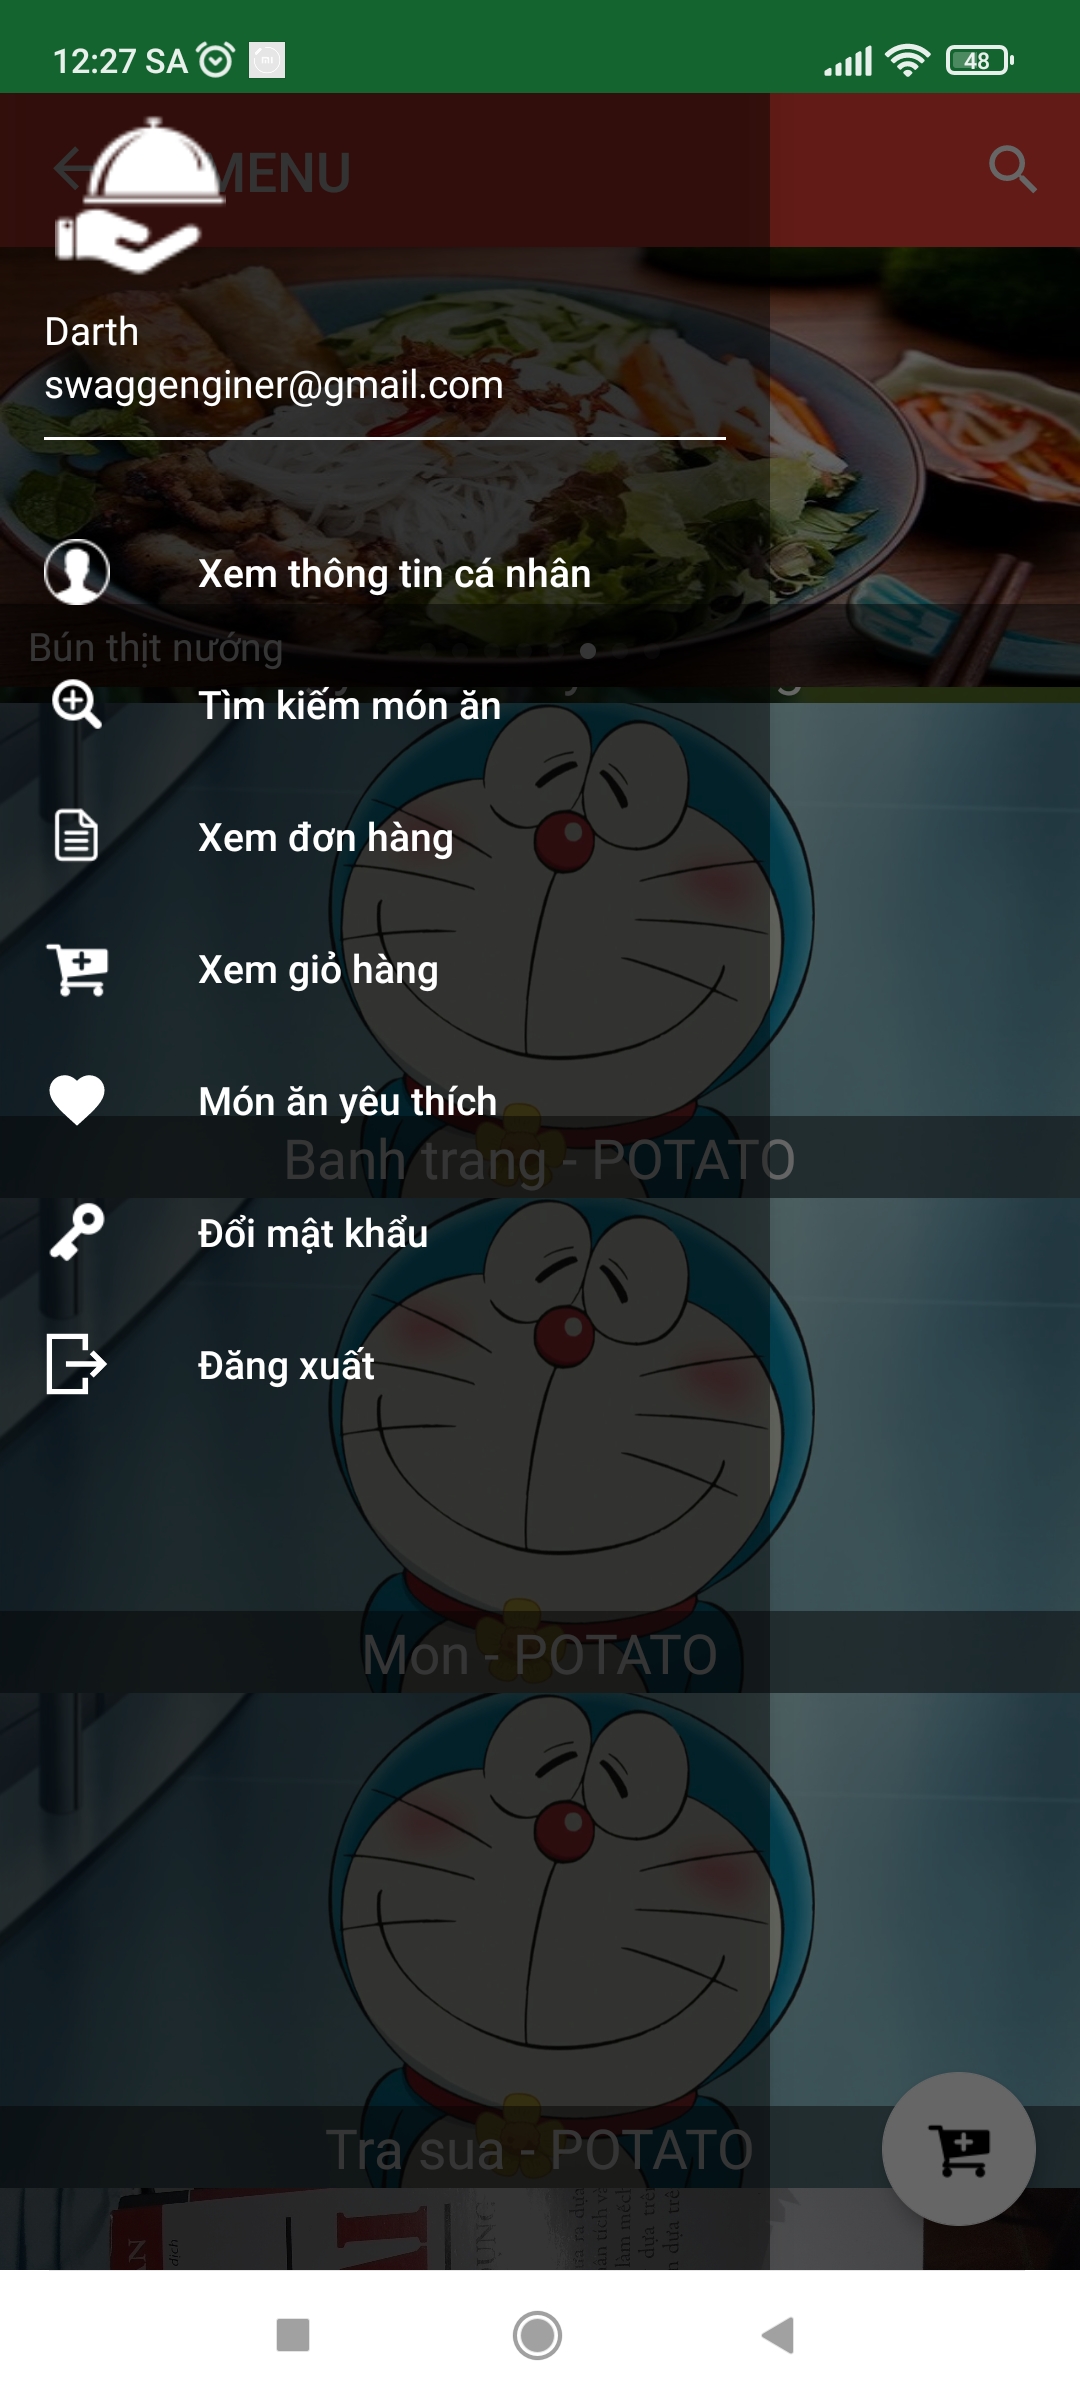 12:27 SA
48
MENU
Darth
swaggenginer@gmail.com
Xem thông tin cá nhân
Bún thịt nướng
Tìm kiếm món ăn
Xem đơn hàng
Xem giỏ hàng
Món ăn yêu thích
Banh trang - POTATO
Đổi mật khẩu
Đăng xuất
Mon - POTATO
Tra sua - POTATO